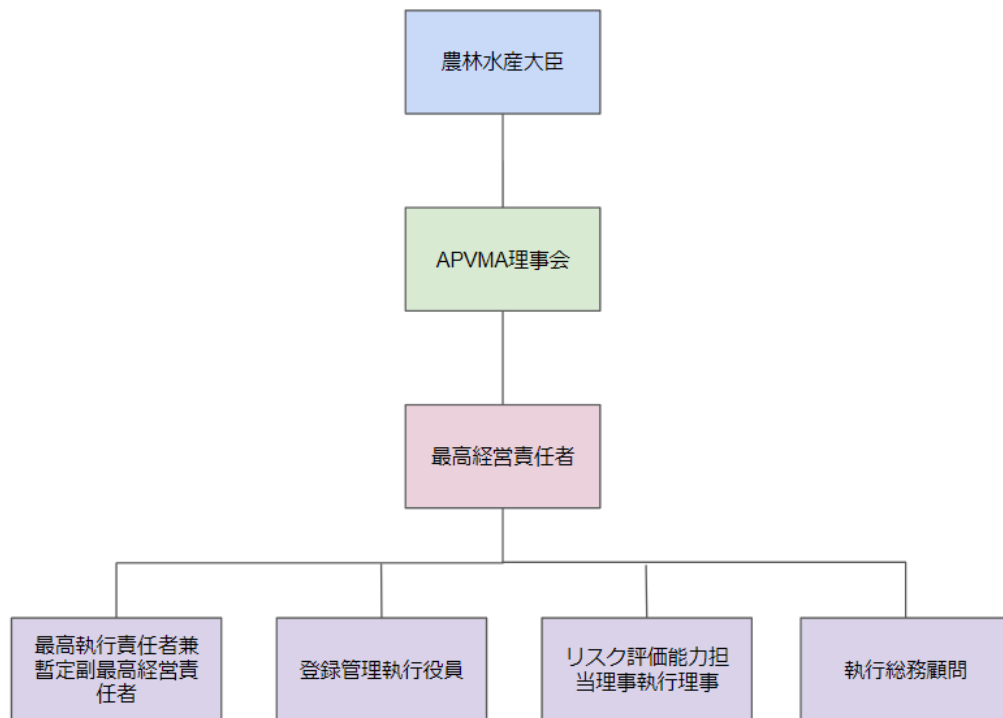 農林水産大臣
APVMA理事会
最高経営責任者
最高執行責任者兼
暫定副最高経営責
任者
登録管理執行役員
リスク評価能力担
当理事執行理事
執行総務顧問